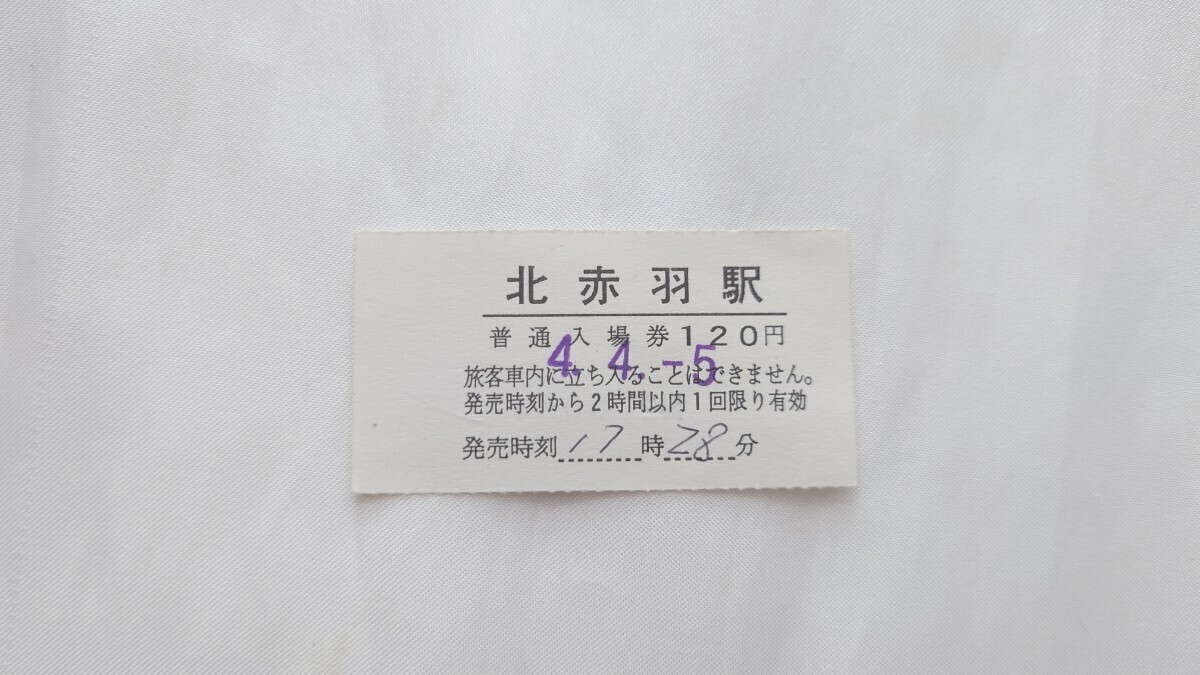 北赤羽駅
普通入場券120円
4.4.-5
旅客車内に立ち入ることはできません。
発売時刻から2時間以内1回限り有効
発売時刻17時28分